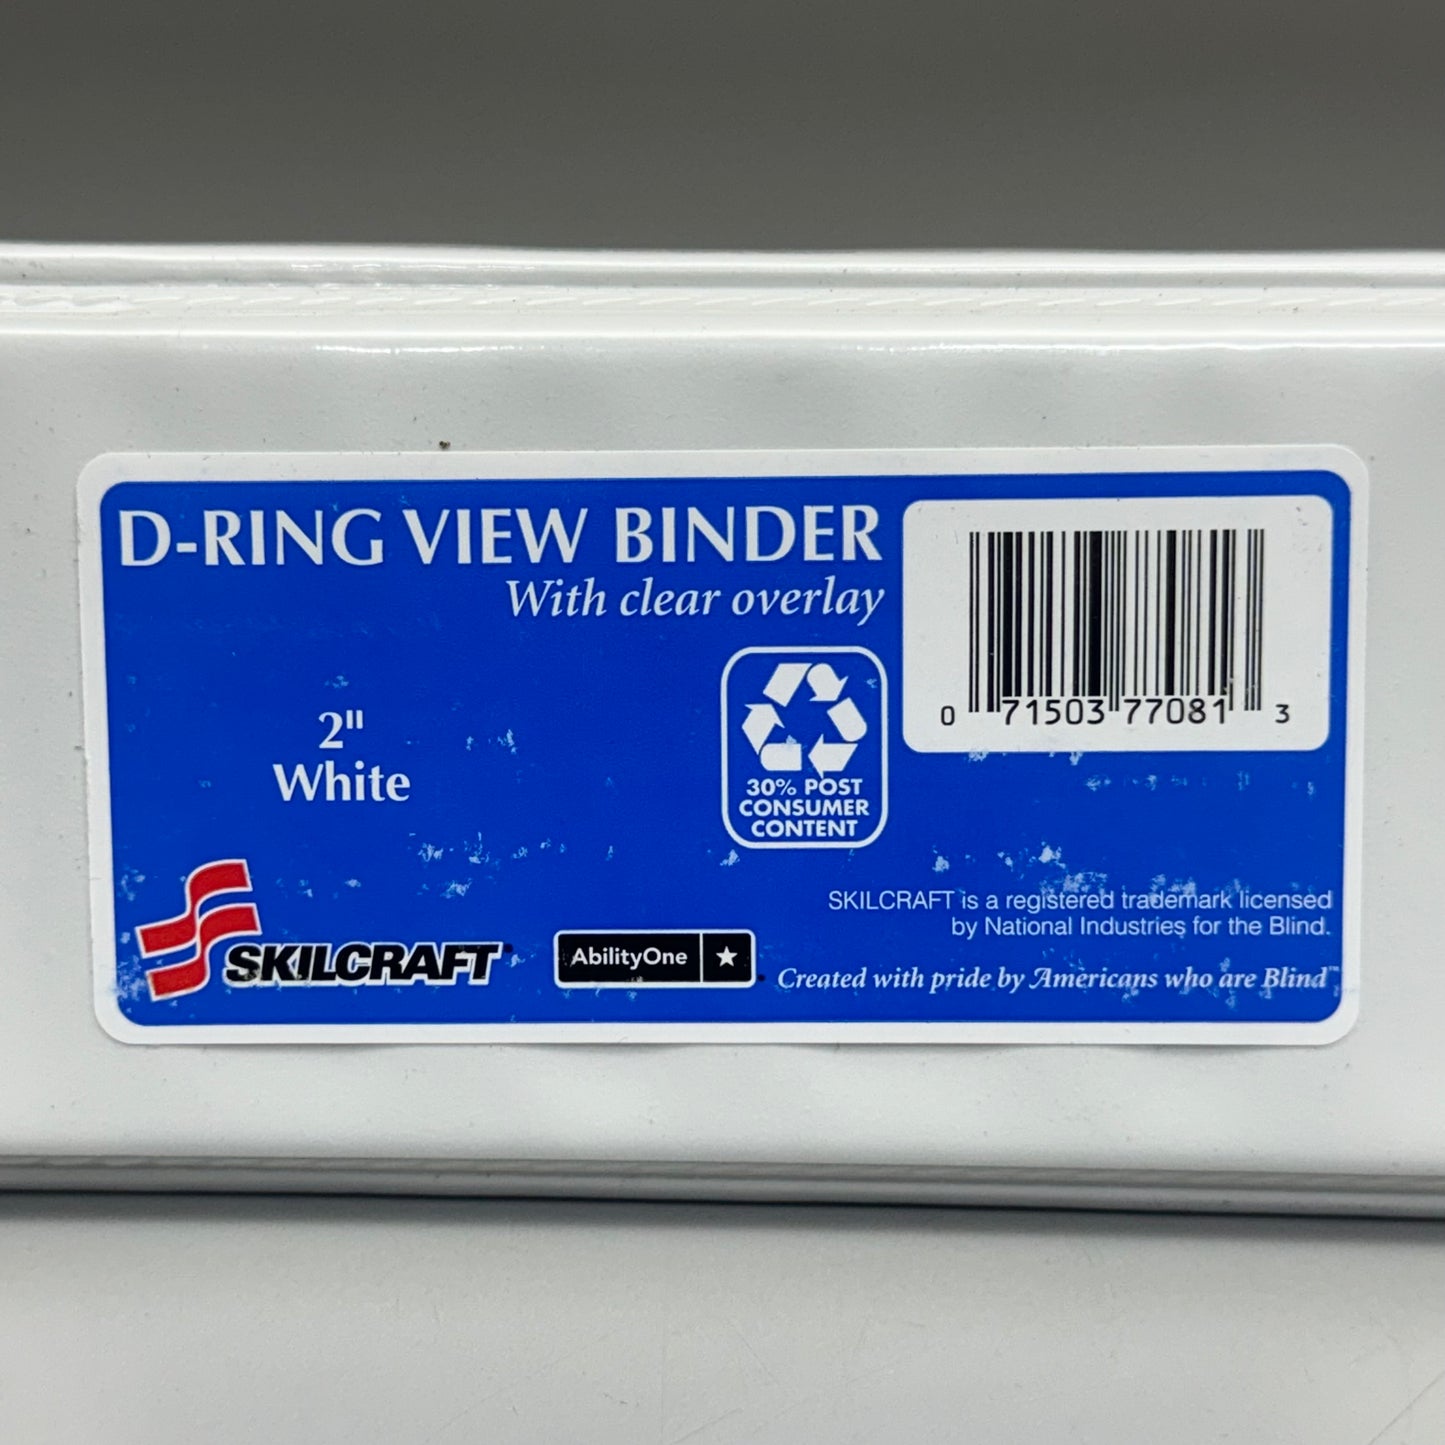 D-RING VIEW BINDER
With clear overlay
2"
White
30% POST
CONSUMER
CONTENT
0 71503 77081 3
SKILCRAFT is a registered trademark licensed
by National Industries for the Blind.
SKILCRAFT
AbilityOne
Created with pride by Americans who are Blind™